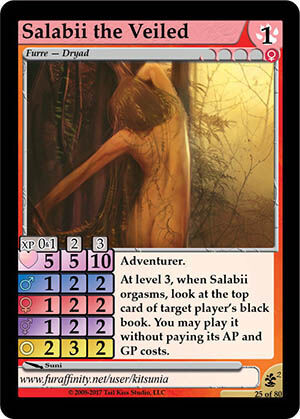 Salabii the Veiled
1
Furre — Dryad
XP 0&1 2 3
5 5 10
1 2 2
1 2 2
1 2 2
2 3 2
Adventurer.
At level 3, when Salabii
orgasms, look at the top
card of target player's black
book. You may play it
without paying its AP and
GP costs.
Suni
www.furaffinity.net/user/kitsunia
2
© 2008-2017 Tail Kiss Studio, LLC
25 of 80